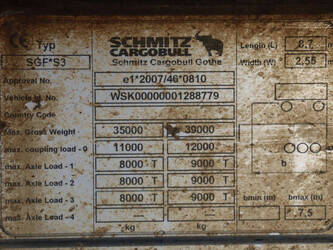 Typ
SCHMITZ
CARGOBULL
Schmitz Cargobull Gotha
SGF*S3
Length (L) 8.7 m
Width (W) 2.55 m
Approval No. e1*2007/46*0810
Vehicle Id. No. WSK00000001288779
Country Code
Max. Gross Weight 35000 39000
max. coupling load - 0 11000 12000
max. Axle Load - 1 8000 T 9000 T
max. Axle Load - 2 8000 T 9000 T
max. Axle Load - 3 8000 T 9000 T
max. Axle Load - 4 — —
kg kg
b
bmin (m) bmax (m)
7,5